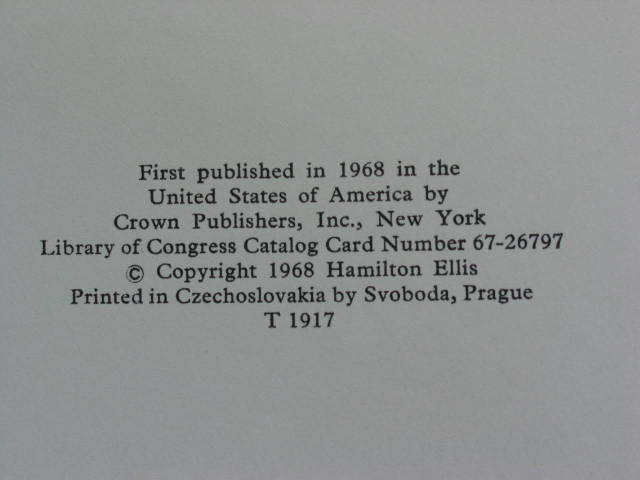 First published in 1968 in the
United States of America by
Crown Publishers, Inc., New York
Library of Congress Catalog Card Number 67-26797
© Copyright 1968 Hamilton Ellis
Printed in Czechoslovakia by Svoboda, Prague
T 1917